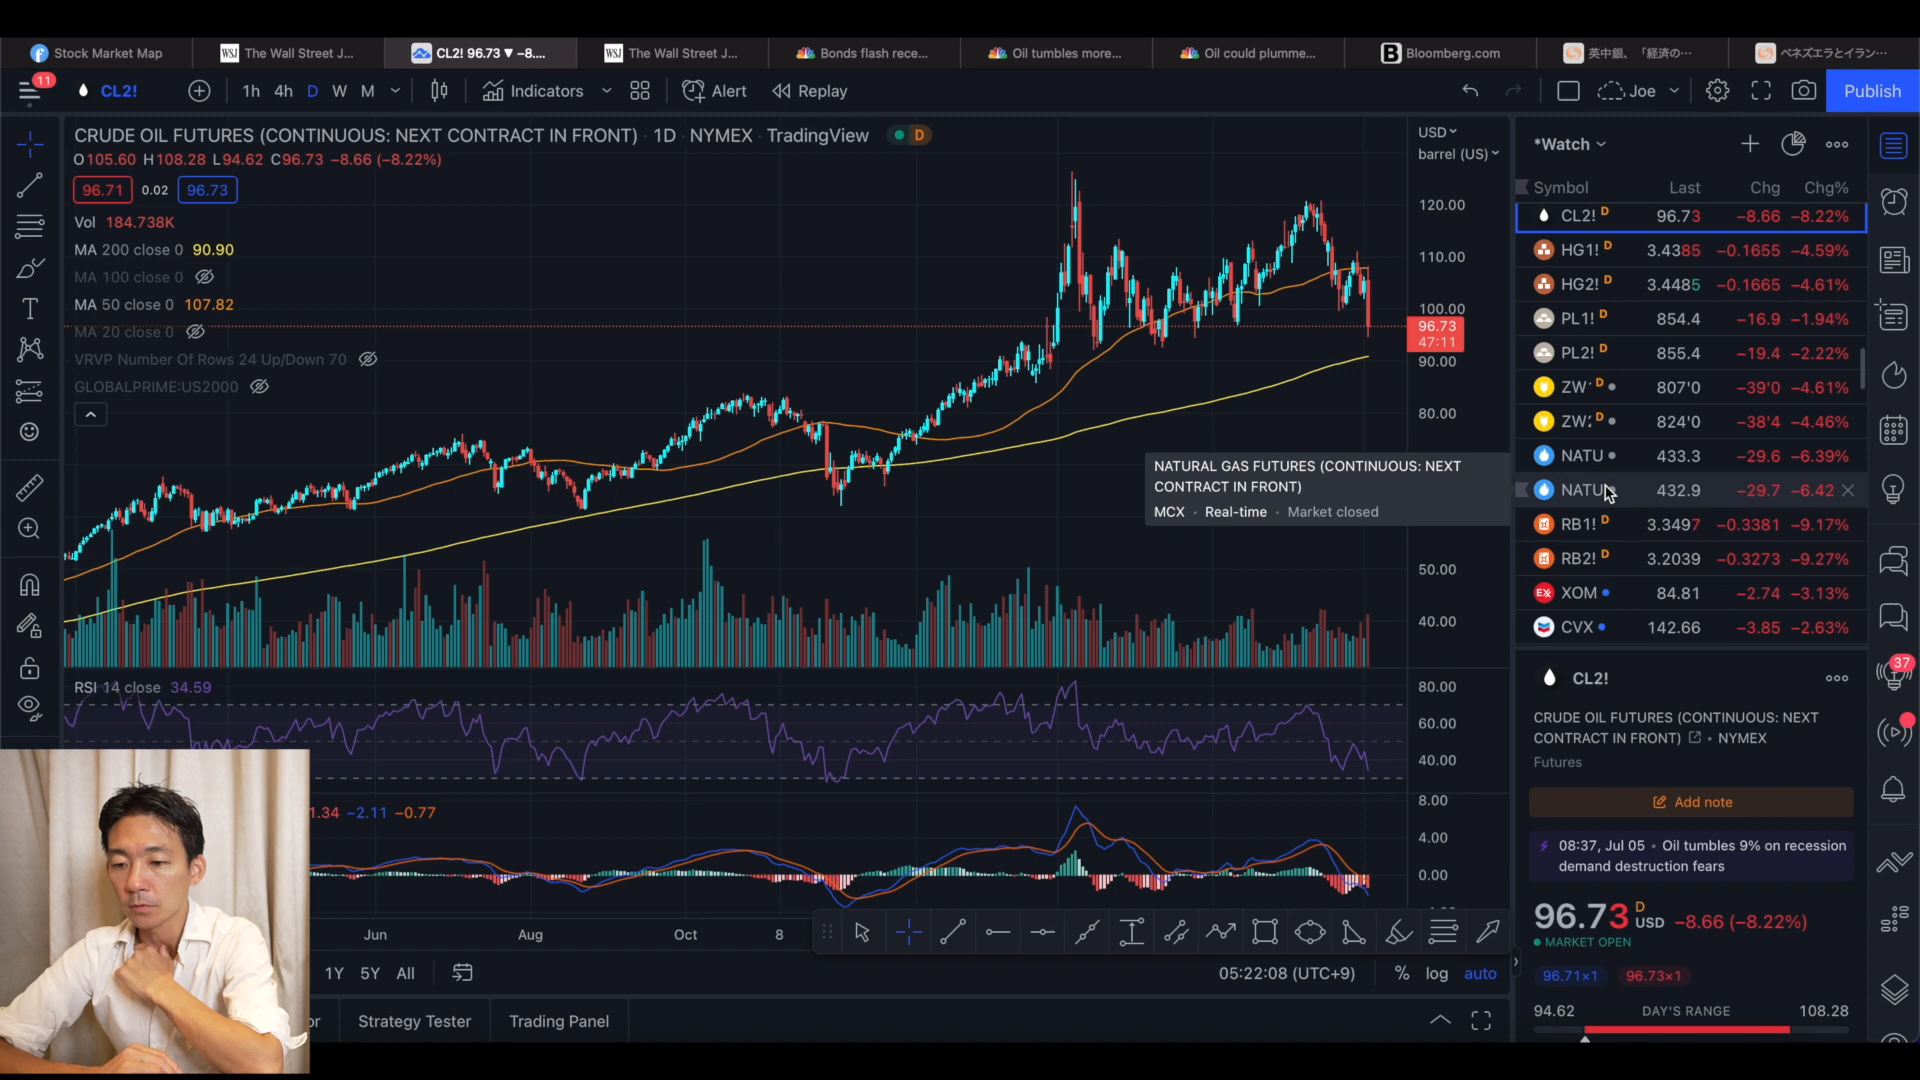 Stock Market Map
WSJ The Wall Street J...
CL2! 96.73 ▼ −8....
WSJ The Wall Street J...
Bonds flash rece...
Oil tumbles more...
Oil could plumme...
B Bloomberg.com
英中銀、「経済の…
ベネズエラとイラン…
11
CL2!
1h 4h D W M
Indicators
Alert
Replay
Joe
Publish
CRUDE OIL FUTURES (CONTINUOUS: NEXT CONTRACT IN FRONT) · 1D · NYMEX · TradingView D
O105.60 H108.28 L94.62 C96.73 −8.66 (−8.22%)
96.71 0.02 96.73
Vol 184.738K
MA 200 close 0 90.90
MA 100 close 0
MA 50 close 0 107.82
MA 20 close 0
VRVP Number Of Rows 24 Up/Down 70
GLOBALPRIME:US2000
USD
barrel (US)
120.00
110.00
100.00
96.73
47:11
90.00
80.00
50.00
40.00
NATURAL GAS FUTURES (CONTINUOUS: NEXT
CONTRACT IN FRONT)
MCX · Real-time · Market closed
RSI 14 close 34.59
80.00
60.00
40.00
1.34 −2.11 −0.77
8.00
4.00
0.00
Jun Aug Oct 8
1Y 5Y All
05:22:08 (UTC+9) % log auto
or Strategy Tester Trading Panel
*Watch
Symbol Last Chg Chg%
CL2! D 96.73 −8.66 −8.22%
HG1! D 3.4385 −0.1655 −4.59%
HG2! D 3.4485 −0.1665 −4.61%
PL1! D 854.4 −16.9 −1.94%
PL2! D 855.4 −19.4 −2.22%
ZW D 807'0 −39'0 −4.61%
ZW2 D 824'0 −38'4 −4.46%
NATU 433.3 −29.6 −6.39%
NATU 432.9 −29.7 −6.42
RB1! D 3.3497 −0.3381 −9.17%
RB2! D 3.2039 −0.3273 −9.27%
EX XOM 84.81 −2.74 −3.13%
CVX 142.66 −3.85 −2.63%
CL2!
CRUDE OIL FUTURES (CONTINUOUS: NEXT
CONTRACT IN FRONT) • NYMEX
Futures
Add note
08:37, Jul 05 • Oil tumbles 9% on recession
demand destruction fears
96.73 D USD −8.66 (−8.22%)
MARKET OPEN
96.71×1 96.73×1
94.62 DAY'S RANGE 108.28
37